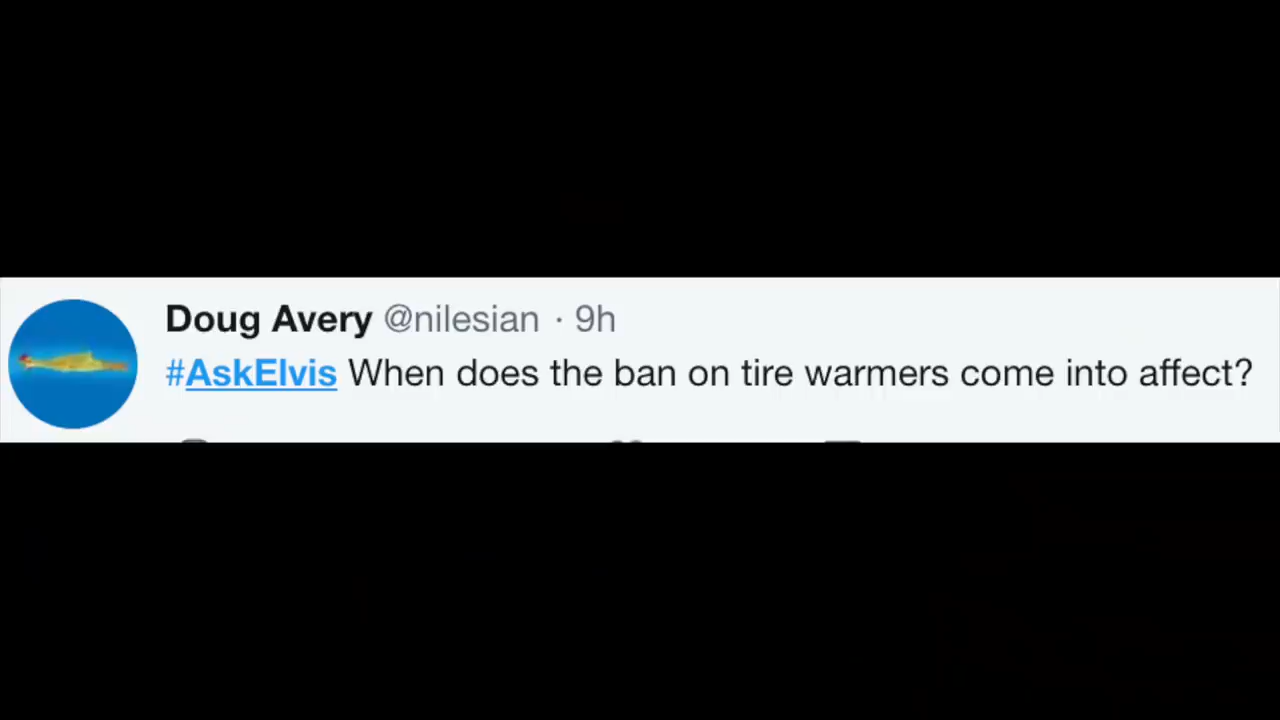 Doug Avery @nilesian · 9h
#AskElvis When does the ban on tire warmers come into affect?